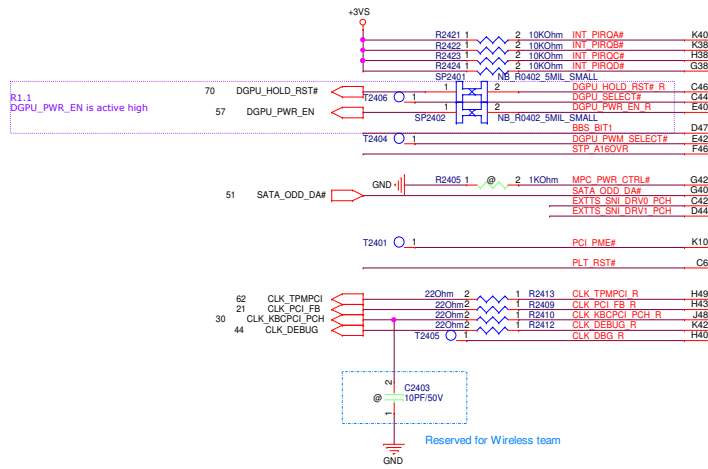 +3VS
R2421 1 2 10KOhm INT_PIRQA# K40
R2422 1 2 10KOhm INT_PIRQB# K38
R2423 1 2 10KOhm INT_PIRQC# H38
R2424 1 2 10KOhm INT_PIRQD# G38
SP2401 NB_R0402_5MIL_SMALL
70 DGPU_HOLD_RST# 1 2 DGPU_HOLD_RST#_R C46
R1.1
T2406 1 DGPU_SELECT# C44
DGPU_PWR_EN is active high
57 DGPU_PWR_EN 1 2 DGPU_PWR_EN_R E40
SP2402 NB_R0402_5MIL_SMALL
BBS_BIT1 D47
T2404 1 DGPU_PWM_SELECT# E42
STP_A16OVR F46
GND R2405 1 @ 2 1KOhm MPC_PWR_CTRL# G42
51 SATA_ODD_DA# SATA_ODD_DA# G40
EXTTS_SNI_DRV0_PCH C42
EXTTS_SNI_DRV1_PCH D44
T2401 1 PCI_PME# K10
PLT_RST# C6
62 CLK_TPMPCI 22Ohm 2 1 R2413 CLK_TPMPCI_R H49
21 CLK_PCI_FB 22Ohm 2 1 R2409 CLK_PCI_FB_R H43
30 CLK_KBCPCI_PCH 22Ohm 2 1 R2410 CLK_KBCPCI_PCH_R J48
44 CLK_DEBUG 22Ohm 2 1 R2412 CLK_DEBUG_R K42
T2405 1 CLK_DBG_R H40
2
C2403
@ 10PF/50V
1
Reserved for Wireless team
GND